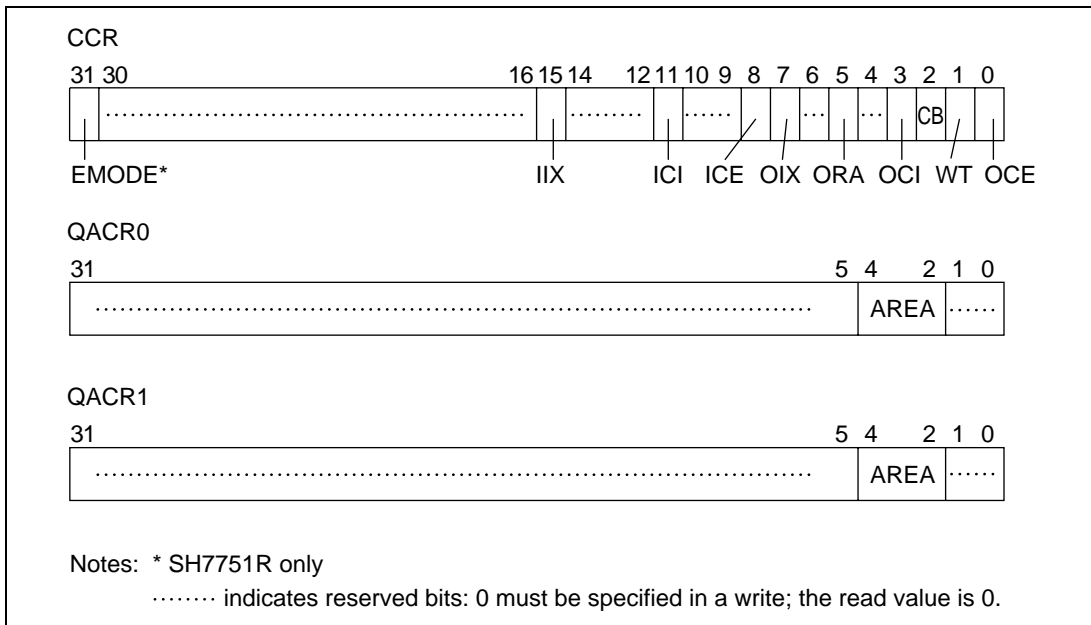 CCR
31 30 16 15 14 12 11 10 9 8 7 6 5 4 3 2 1 0
CB
EMODE* IIX ICI ICE OIX ORA OCI WT OCE
QACR0
31 5 4 2 1 0
AREA
QACR1
31 5 4 2 1 0
AREA
Notes: * SH7751R only
········ indicates reserved bits: 0 must be specified in a write; the read value is 0.